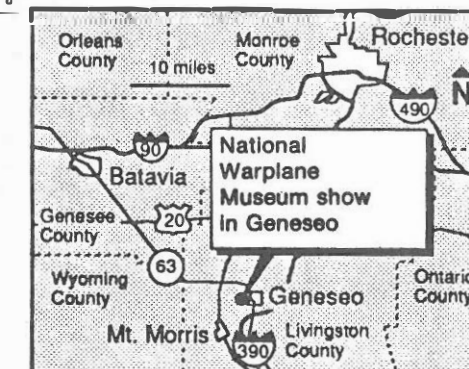 Orleans
County
Monroe
County
Rocheste
10 miles
N
490
90
National
Warplane
Museum show
in Geneseo
Batavia
Genesee
County
20
63
Wyoming
County
Ontario
County
Geneseo
Mt. Morris
390
Livingston
County